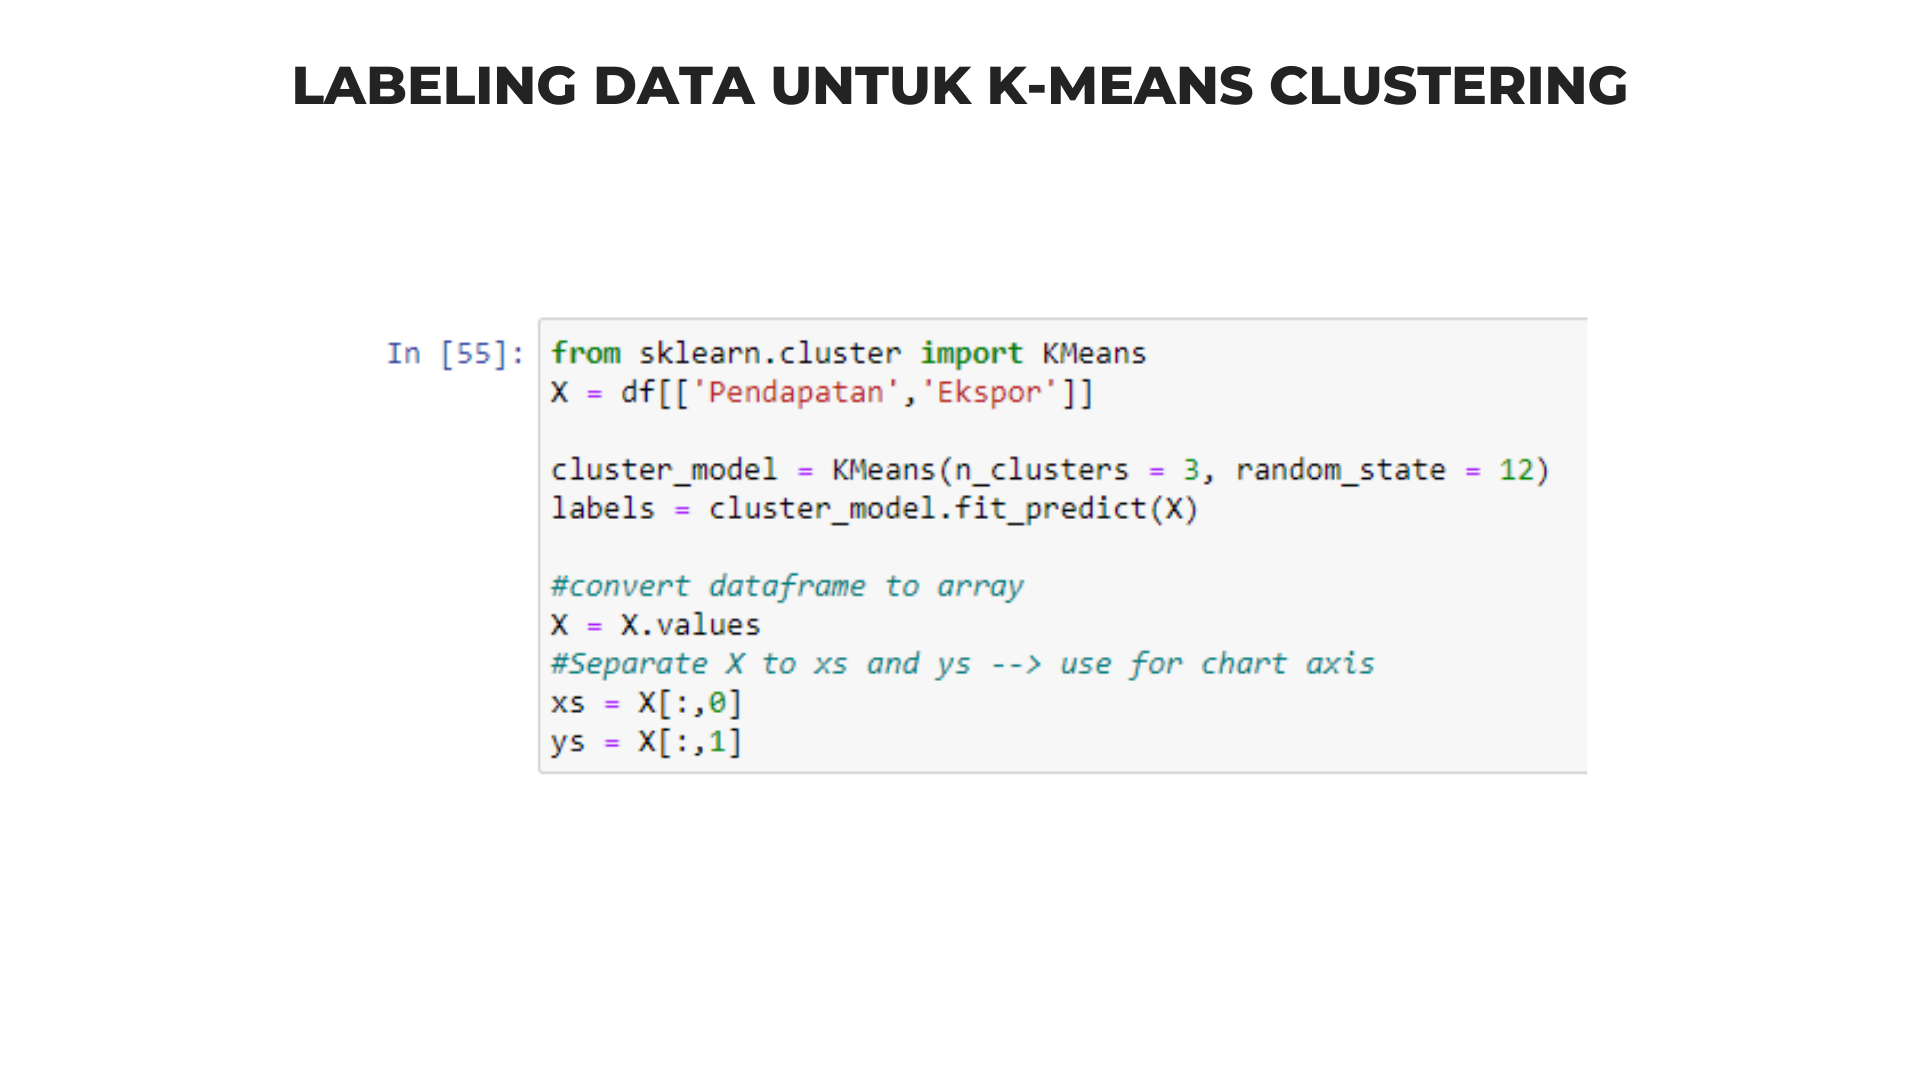 LABELING DATA UNTUK K-MEANS CLUSTERING
In [55]: from sklearn.cluster import KMeans
X = df[['Pendapatan','Ekspor']]
cluster_model = KMeans(n_clusters = 3, random_state = 12)
labels = cluster_model.fit_predict(X)
#convert dataframe to array
X = X.values
#Separate X to xs and ys --> use for chart axis
xs = X[:,0]
ys = X[:,1]